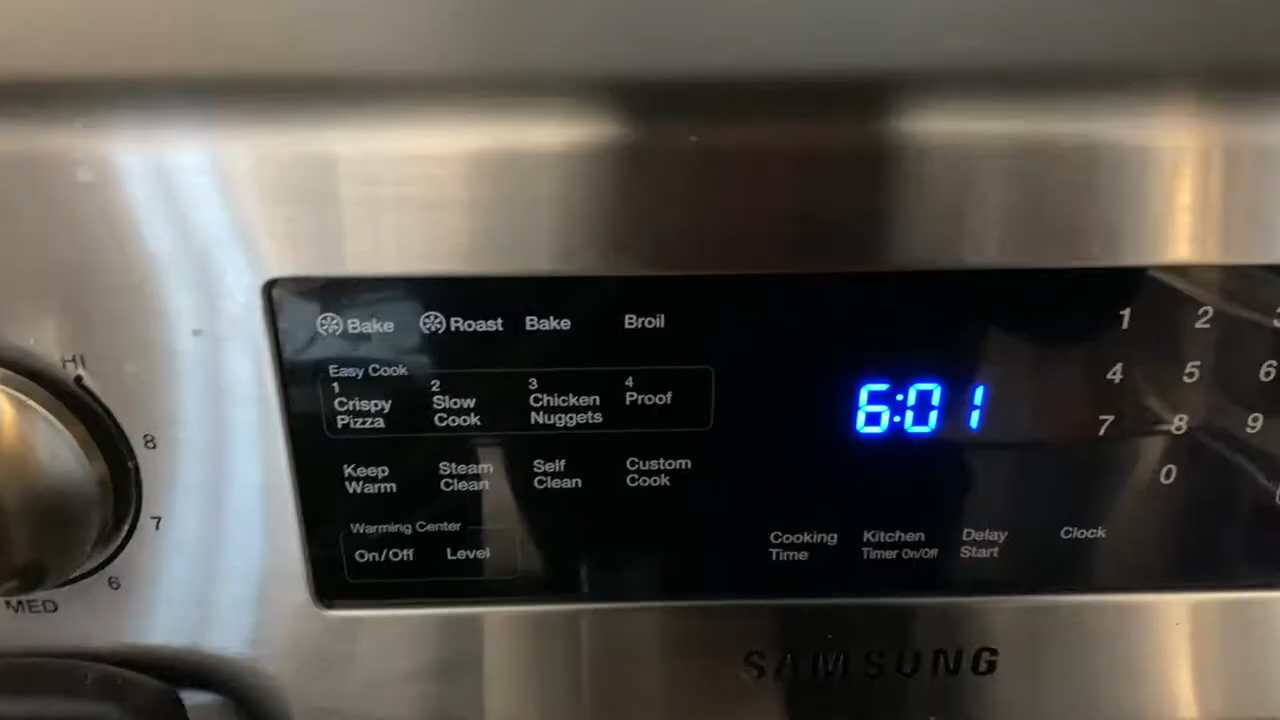 Bake Roast Bake Broil
Easy Cook
1 2 3 4
Crispy Pizza
Slow Cook
Chicken Nuggets
Proof
Keep Warm
Steam Clean
Self Clean
Custom Cook
Warming Center
On/Off Level
6:01
Cooking Time
Kitchen Timer On/Off
Delay Start
Clock
1 2
4 5 6
7 8 9
0
HI
8
7
6
MED
SAMSUNG